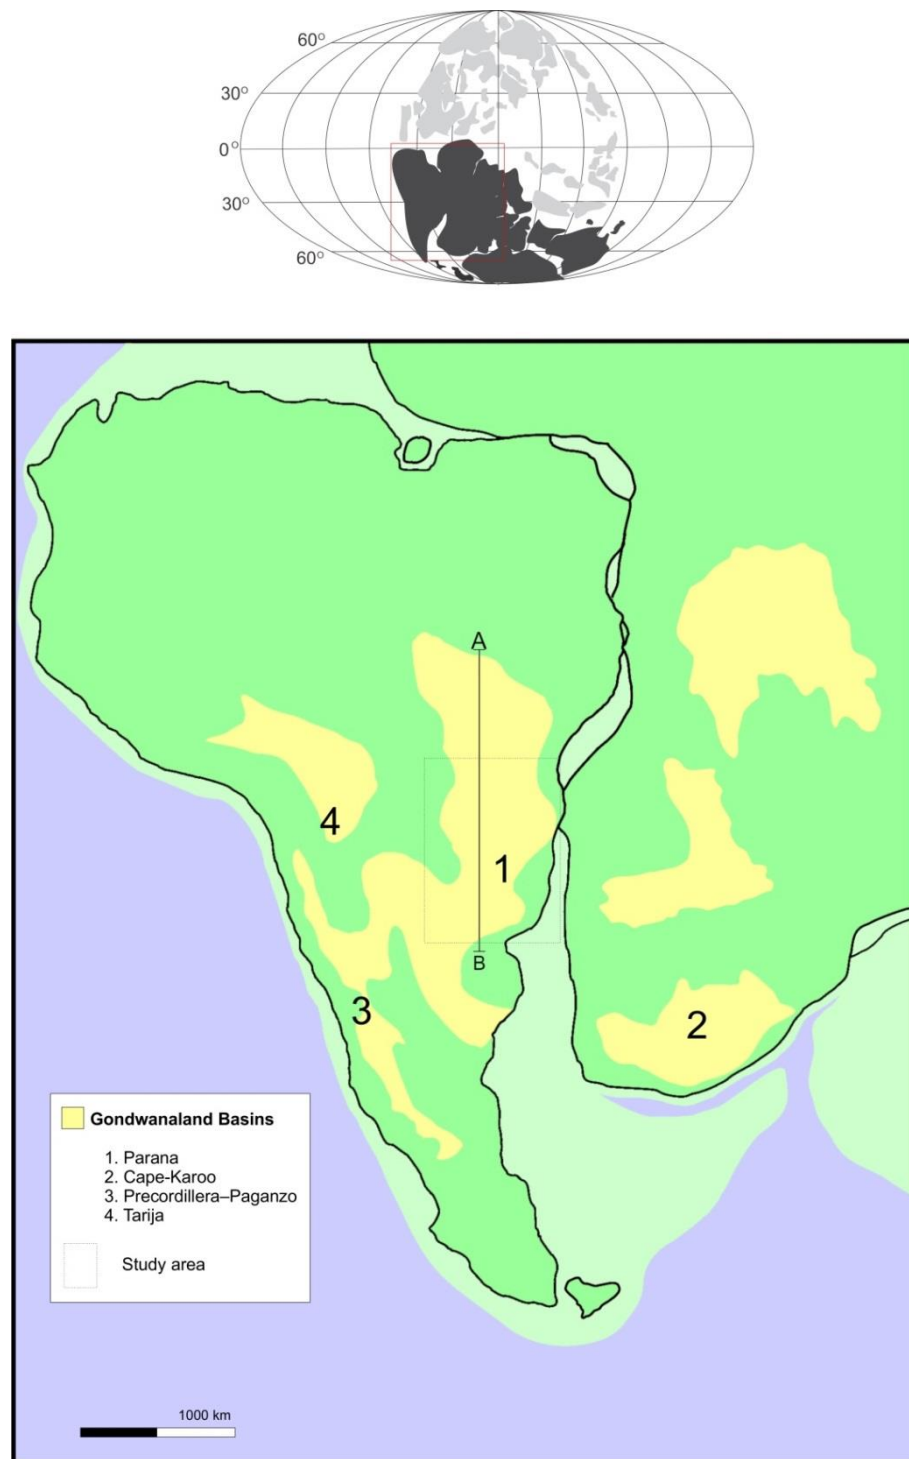 60°
30°
0°
30°
60°
A
4
1
B
3
2
Gondwanaland Basins
1. Parana
2. Cape-Karoo
3. Precordillera–Paganzo
4. Tarija
Study area
1000 km